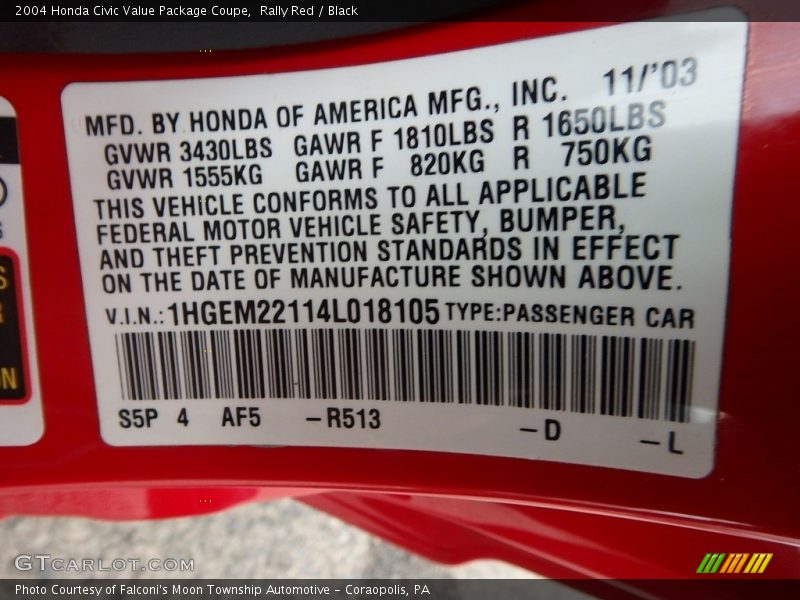 2004 Honda Civic Value Package Coupe,  Rally Red / Black
MFD. BY HONDA OF AMERICA MFG., INC. 11/'03
GVWR 3430LBS GAWR F 1810LBS R 1650LBS
GVWR 1555KG GAWR F 820KG R 750KG
THIS VEHICLE CONFORMS TO ALL APPLICABLE
FEDERAL MOTOR VEHICLE SAFETY, BUMPER,
AND THEFT PREVENTION STANDARDS IN EFFECT
ON THE DATE OF MANUFACTURE SHOWN ABOVE.
V.I.N.: 1HGEM22114L018105 TYPE:PASSENGER CAR
S5P 4 AF5 –R513 –D –L
GTCARLOT.COM
Photo Courtesy of Falconi's Moon Township Automotive – Coraopolis, PA